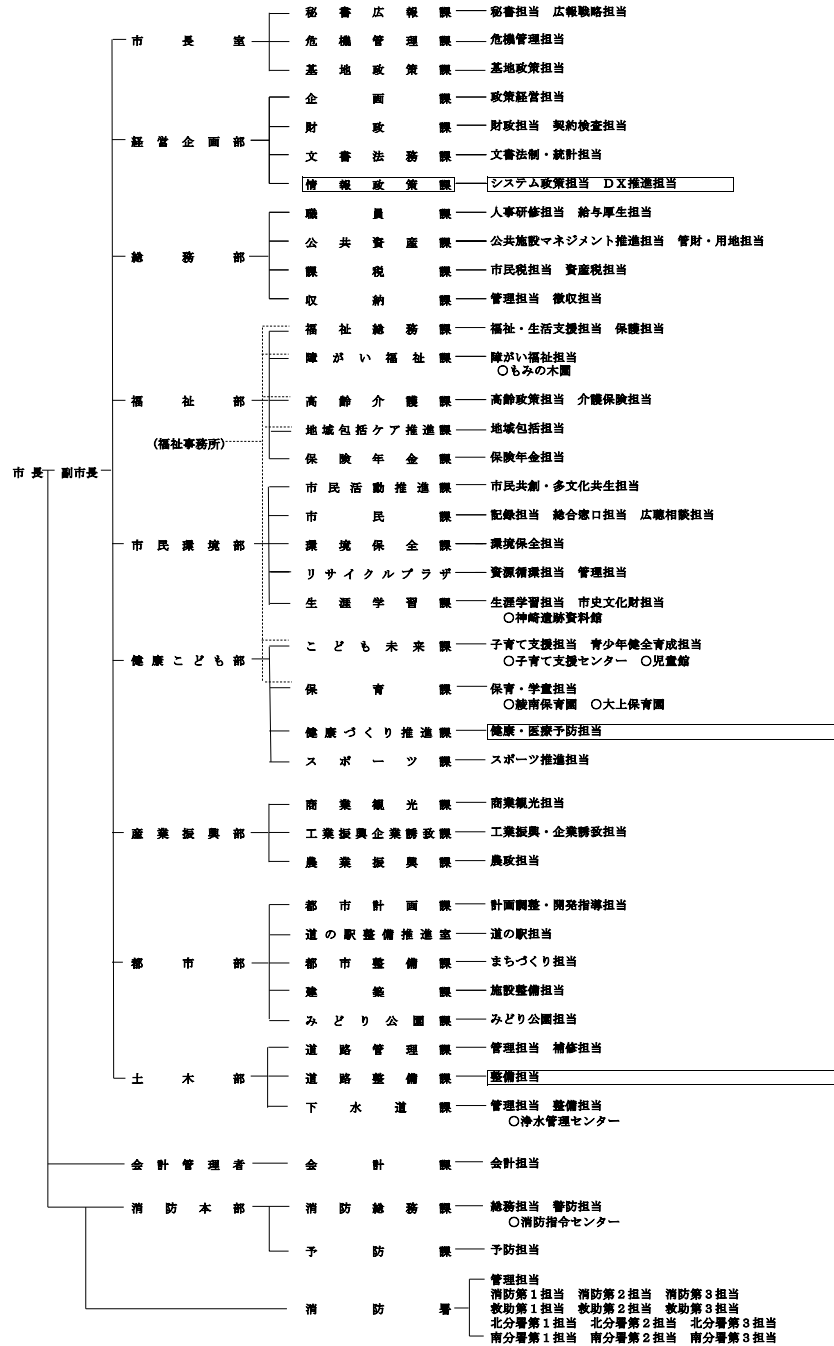 秘書広報課 秘書担当 広報戦略担当
市長室 危機管理課 危機管理担当
基地政策課 基地政策担当
企画課 政策経営担当
財政課 財政担当 契約検査担当
経営企画部
文書法務課 文書法制・統計担当
情報政策課 システム政策担当 DX推進担当
職員課 人事研修担当 給与厚生担当
公共資産課 公共施設マネジメント推進担当 管財・用地担当
総務部
課税課 市民税担当 資産税担当
収納課 管理担当 徴収担当
福祉総務課 福祉・生活支援担当 保護担当
障がい福祉課 障がい福祉担当
○もみの木園
福祉部 高齢介護課 高齢政策担当 介護保険担当
地域包括ケア推進課 地域包括担当
(福祉事務所)
保険年金課 保険年金担当
市長 副市長
市民活動推進課 市民共創・多文化共生担当
市民課 記録担当 総合窓口担当 広聴相談担当
市民環境部 環境保全課 環境保全担当
リサイクルプラザ 資源循環担当 管理担当
生涯学習課 生涯学習担当 市史文化財担当
○神崎遺跡資料館
こども未来課 子育て支援担当 青少年健全育成担当
健康こども部 ○子育て支援センター ○児童館
保育課 保育・学童担当
○綾南保育園 ○大上保育園
健康づくり推進課 健康・医療予防担当
スポーツ課 スポーツ推進担当
商業観光課 商業観光担当
産業振興部 工業振興企業誘致課 工業振興・企業誘致担当
農業振興課 農政担当
都市計画課 計画調整・開発指導担当
道の駅整備推進室 道の駅担当
都市部 都市整備課 まちづくり担当
建築課 施設整備担当
みどり公園課 みどり公園担当
道路管理課 管理担当 補修担当
土木部 道路整備課 整備担当
下水道課 管理担当 整備担当
○浄水管理センター
会計管理者 会計課 会計担当
消防本部 消防総務課 総務担当 警防担当
○消防指令センター
予防課 予防担当
管理担当
消防第1担当 消防第2担当 消防第3担当
消防署 救助第1担当 救助第2担当 救助第3担当
北分署第1担当 北分署第2担当 北分署第3担当
南分署第1担当 南分署第2担当 南分署第3担当